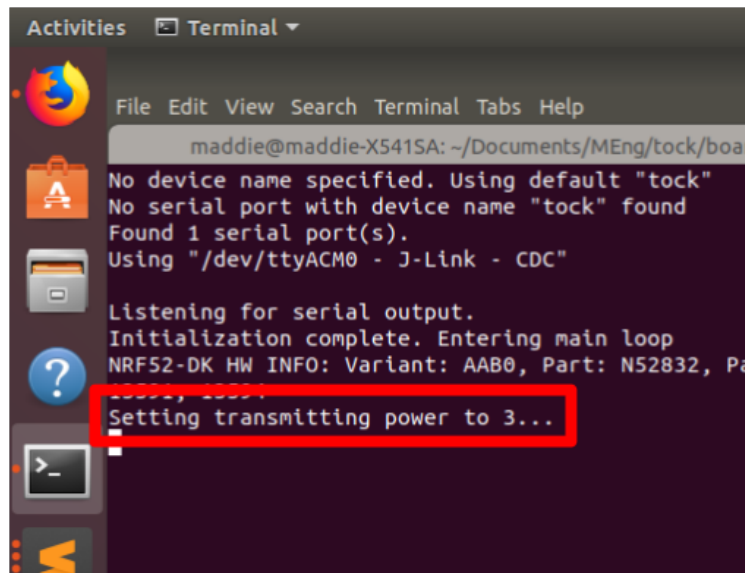 Activities Terminal
File Edit View Search Terminal Tabs Help
maddie@maddie-X541SA: ~/Documents/MEng/tock/boa
No device name specified. Using default "tock"
No serial port with device name "tock" found
Found 1 serial port(s).
Using "/dev/ttyACM0 - J-Link - CDC"
Listening for serial output.
Initialization complete. Entering main loop
NRF52-DK HW INFO: Variant: AAB0, Part: N52832, Pa
Setting transmitting power to 3...